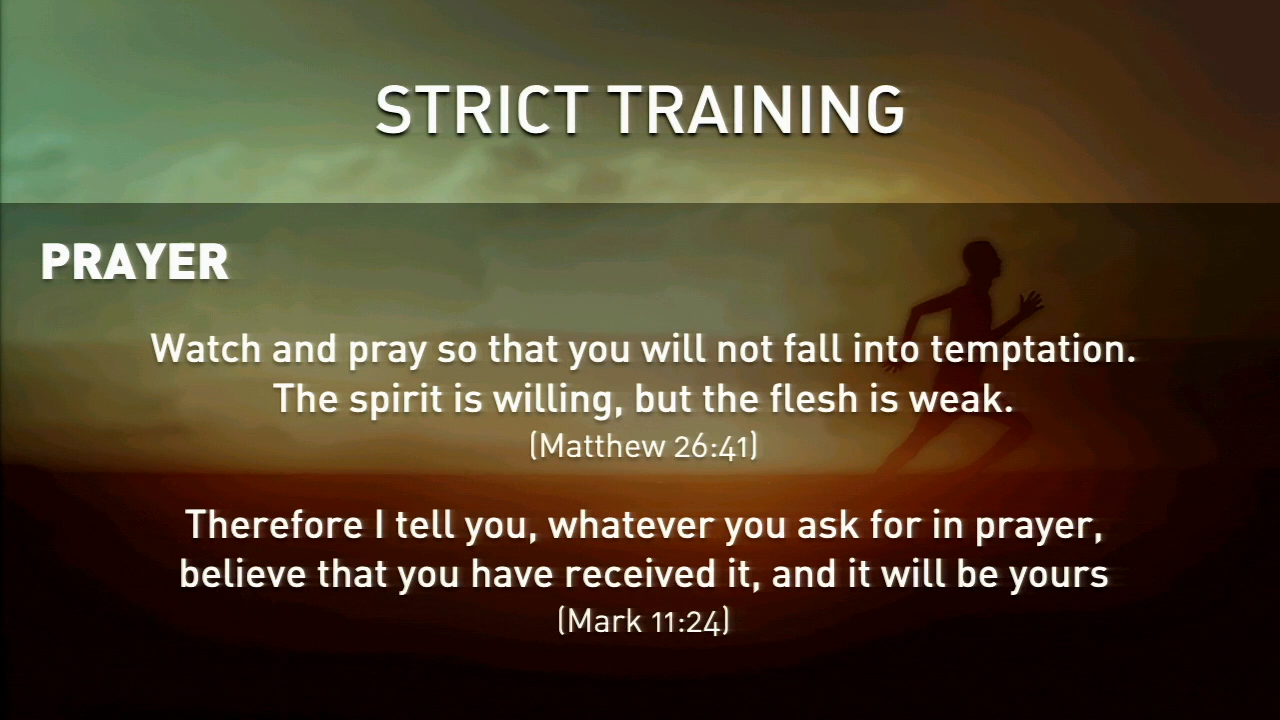 STRICT TRAINING
PRAYER
Watch and pray so that you will not fall into temptation.
The spirit is willing, but the flesh is weak.
(Matthew 26:41)
Therefore I tell you, whatever you ask for in prayer,
believe that you have received it, and it will be yours
(Mark 11:24)